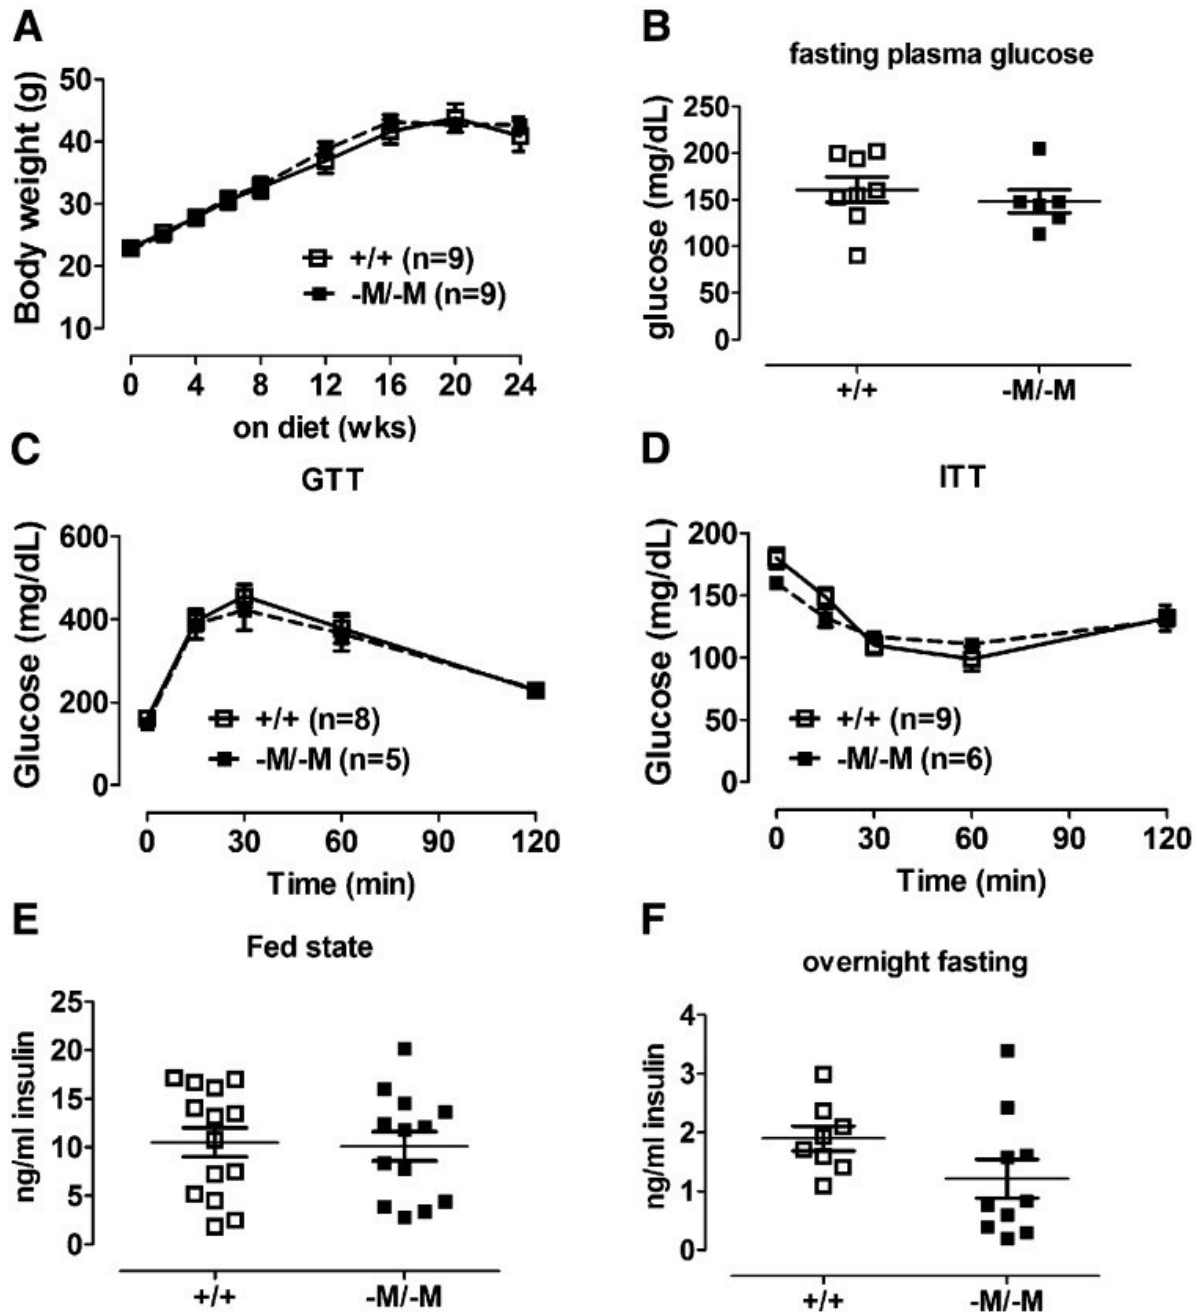 A
Body weight (g)
50
40
30
20
10
+/+ (n=9)
-M/-M (n=9)
0 4 8 12 16 20 24
on diet (wks)
B
fasting plasma glucose
glucose (mg/dL)
250
200
150
100
50
0
+/+ -M/-M
C
GTT
Glucose (mg/dL)
600
400
200
0
+/+ (n=8)
-M/-M (n=5)
0 30 60 90 120
Time (min)
D
ITT
Glucose (mg/dL)
200
150
100
50
0
+/+ (n=9)
-M/-M (n=6)
0 30 60 90 120
Time (min)
E
Fed state
ng/ml insulin
25
20
15
10
5
0
+/+ -M/-M
F
overnight fasting
ng/ml insulin
4
3
2
1
0
+/+ -M/-M